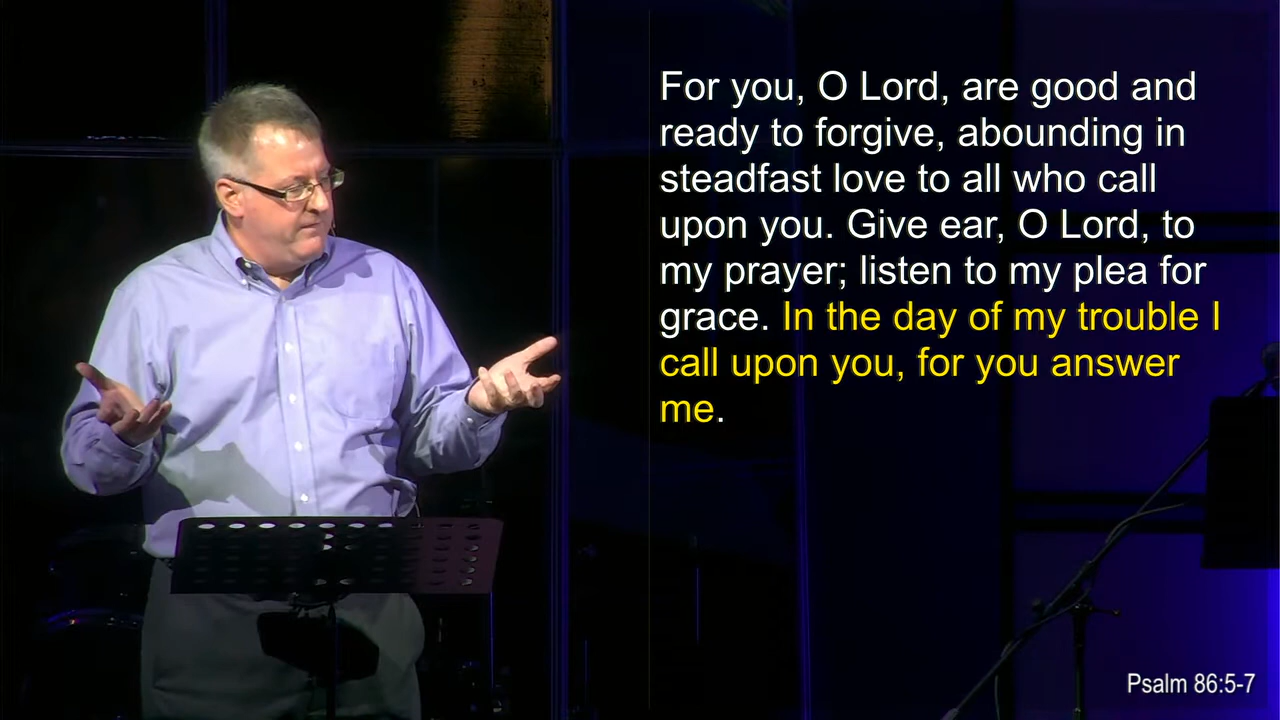 For you, O Lord, are good and
ready to forgive, abounding in
steadfast love to all who call
upon you. Give ear, O Lord, to
my prayer; listen to my plea for
grace. In the day of my trouble I
call upon you, for you answer
me.
Psalm 86:5-7